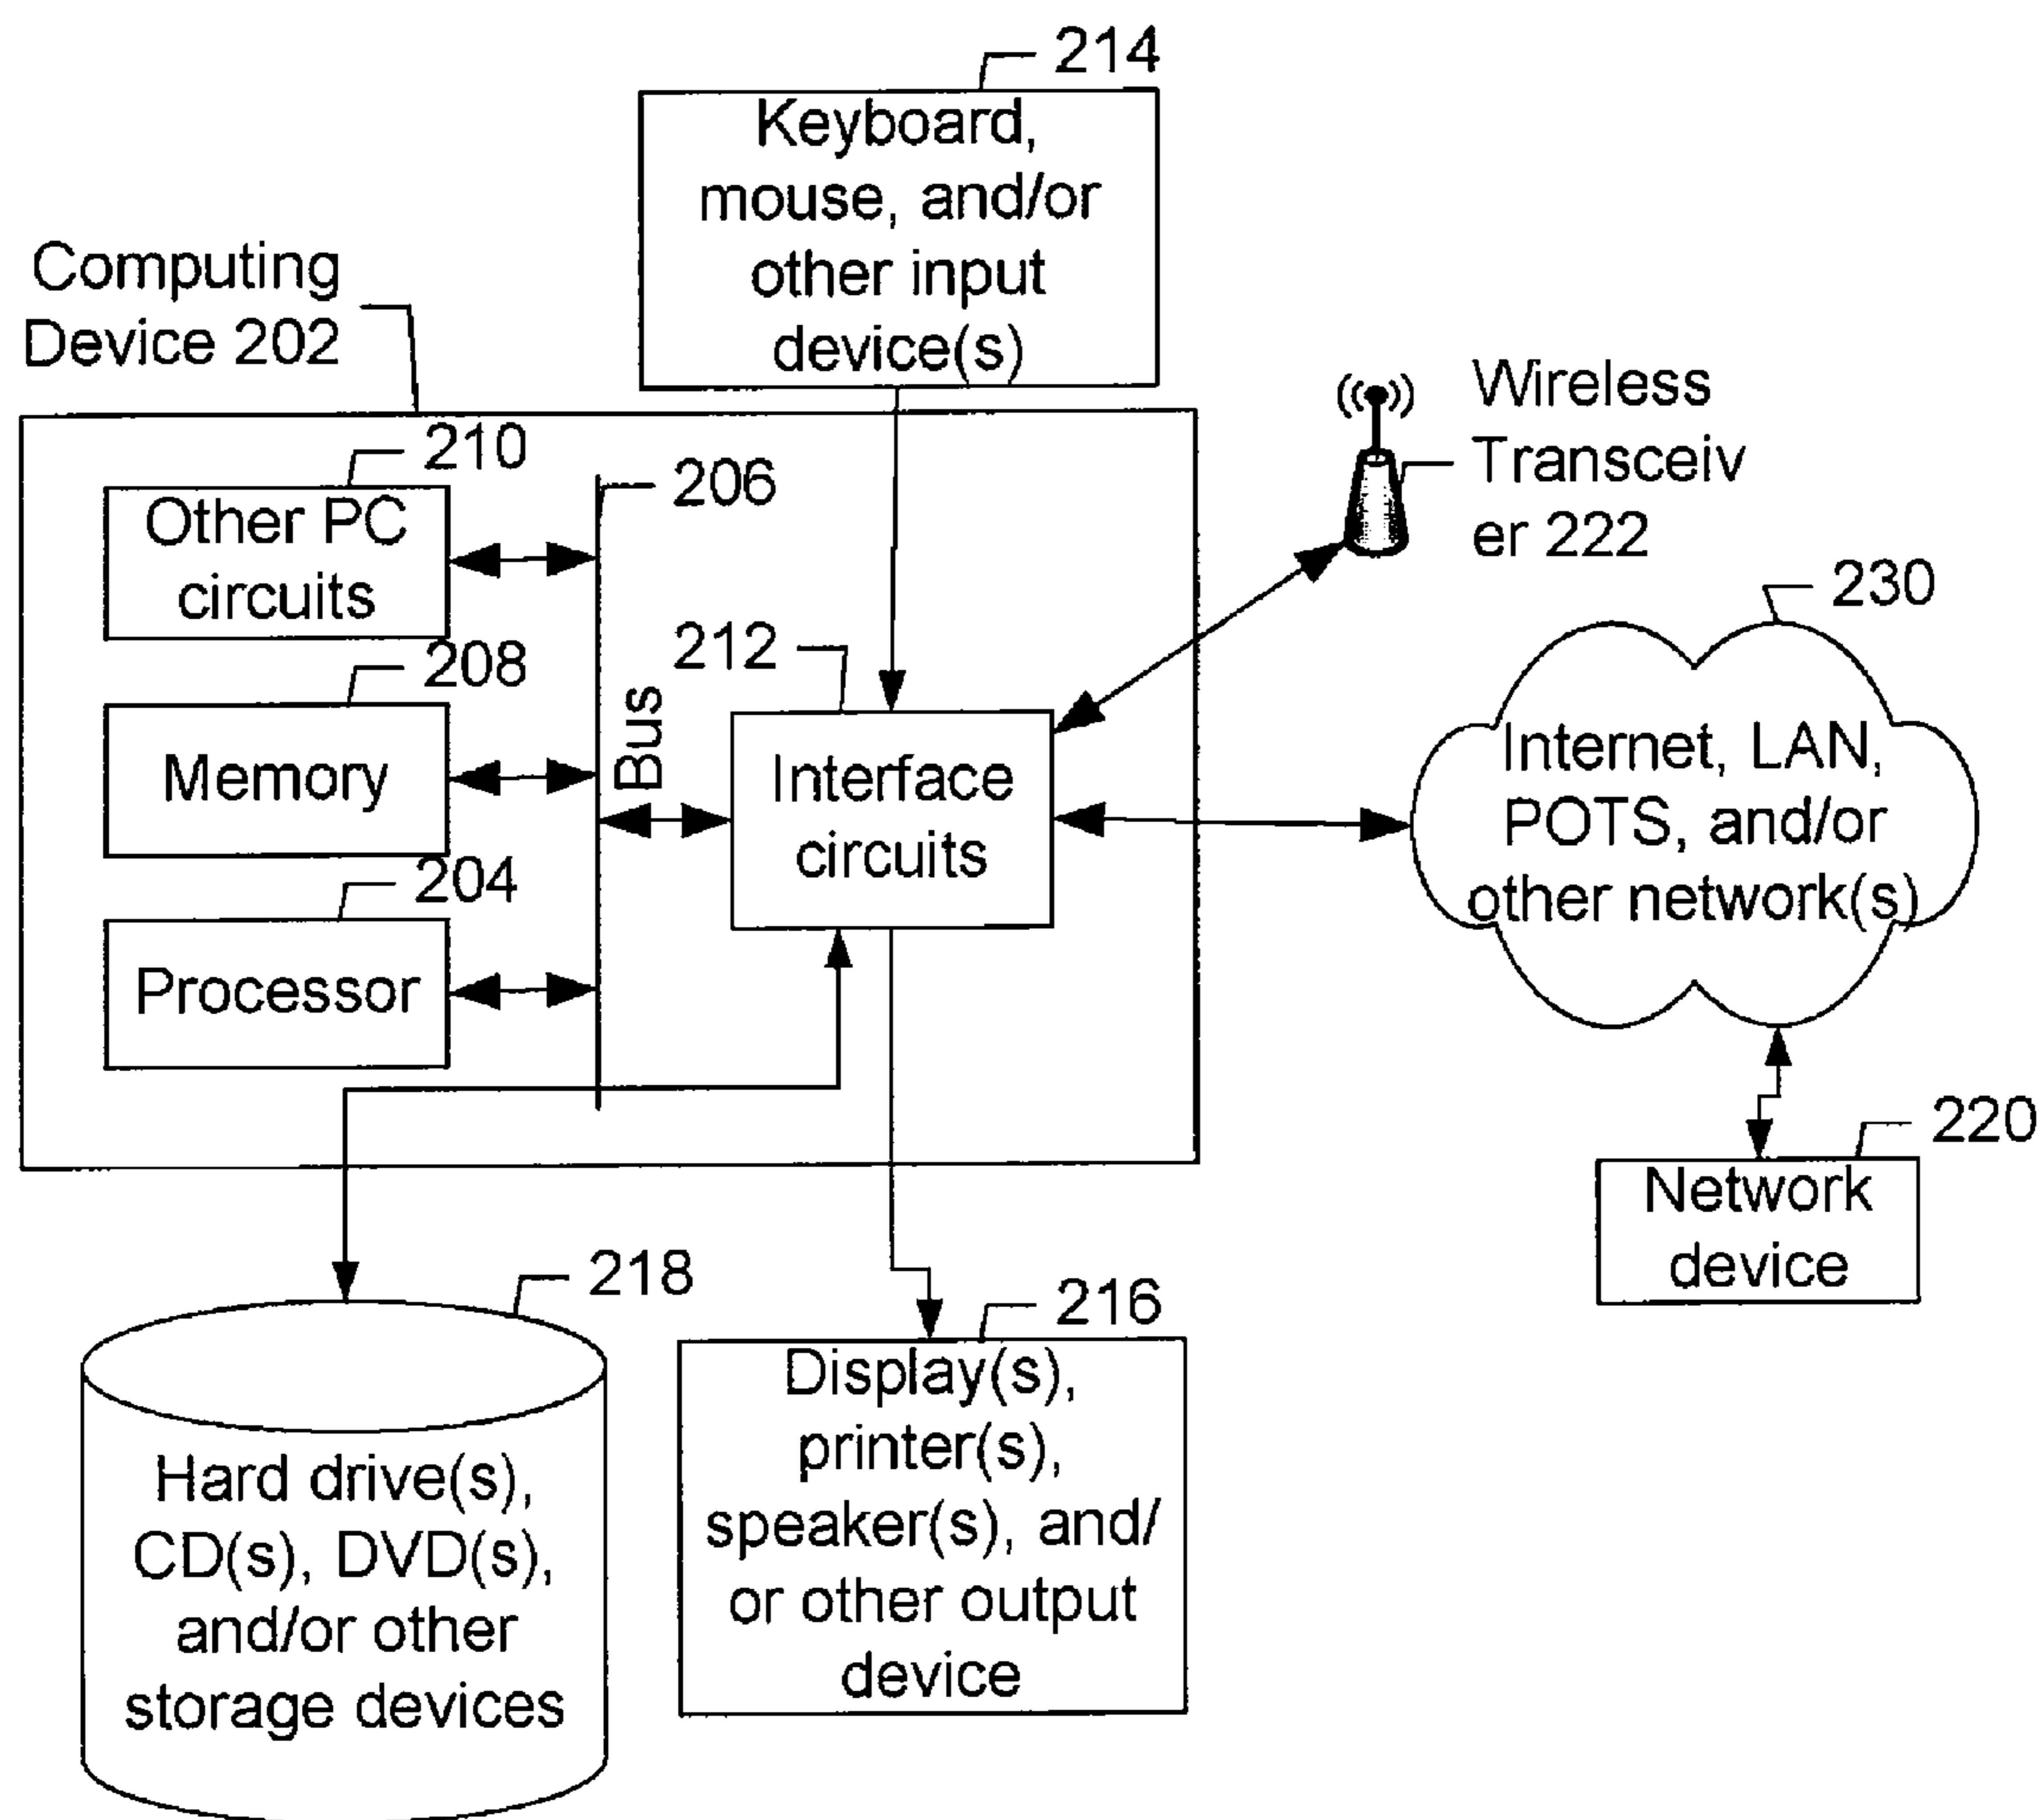 214
Keyboard,
mouse, and/or
other input
device(s)
Computing
Device 202
Wireless
Transceiv
er 222
210
Other PC
circuits
206
230
208
Memory
212
Bus
Interface
circuits
Internet, LAN,
POTS, and/or
other network(s)
204
Processor
220
Network
device
218
Hard drive(s),
CD(s), DVD(s),
and/or other
storage devices
216
Display(s),
printer(s),
speaker(s), and/
or other output
device